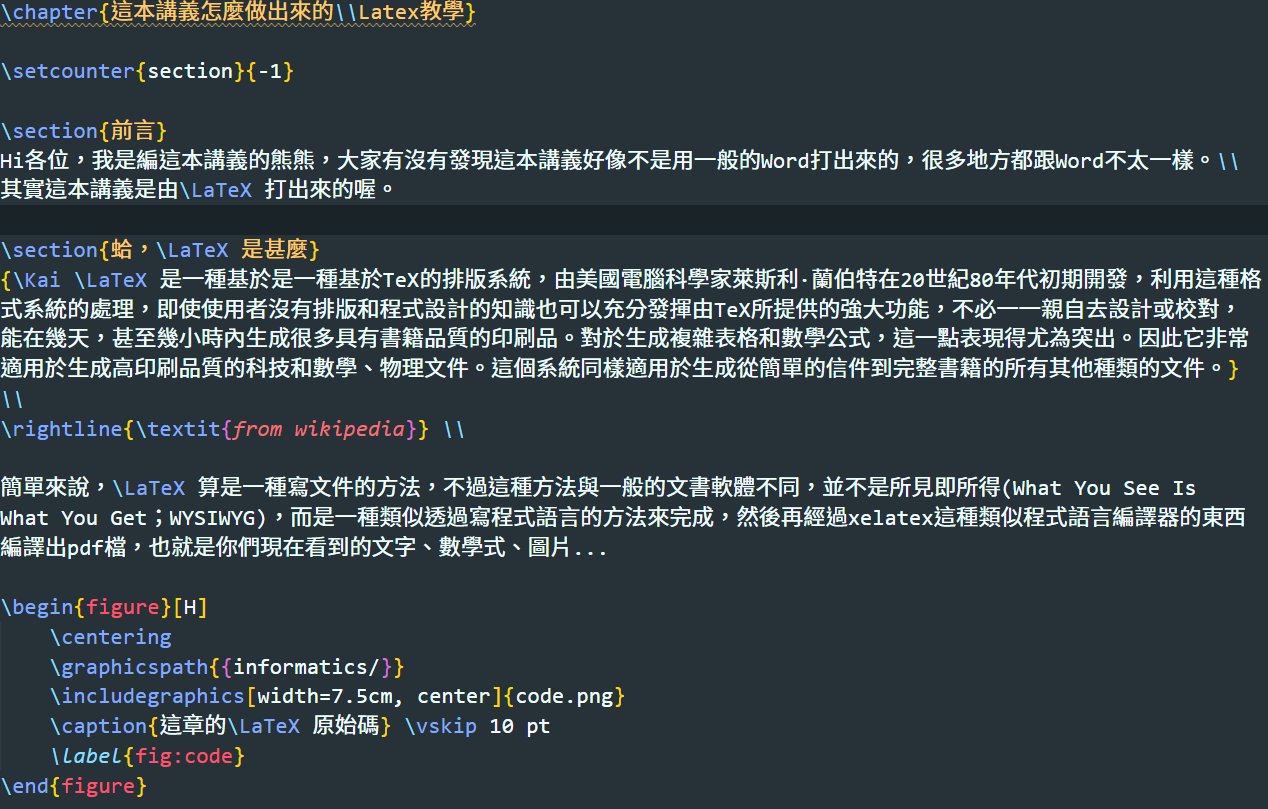 \chapter{這本講義怎麼做出來的\\Latex教學}
\setcounter{section}{-1}
\section{前言}
Hi各位，我是編這本講義的熊熊，大家有沒有發現這本講義好像不是用一般的Word打出來的，很多地方都跟Word不太一樣。\\
其實這本講義是由\LaTeX 打出來的喔。
\section{蛤，\LaTeX 是甚麼}
{\Kai \LaTeX 是一種基於是一種基於TeX的排版系統，由美國電腦科學家萊斯利·蘭伯特在20世紀80年代初期開發，利用這種格
式系統的處理，即使使用者沒有排版和程式設計的知識也可以充分發揮由TeX所提供的強大功能，不必一一親自去設計或校對，
能在幾天，甚至幾小時內生成很多具有書籍品質的印刷品。對於生成複雜表格和數學公式，這一點表現得尤為突出。因此它非常
適用於生成高印刷品質的科技和數學、物理文件。這個系統同樣適用於生成從簡單的信件到完整書籍的所有其他種類的文件。}
\\
\rightline{\textit{from wikipedia}} \\
簡單來說，\LaTeX 算是一種寫文件的方法，不過這種方法與一般的文書軟體不同，並不是所見即所得(What You See Is
What You Get；WYSIWYG)，而是一種類似透過寫程式語言的方法來完成，然後再經過xelatex這種類似程式語言編譯器的東西
編譯出pdf檔，也就是你們現在看到的文字、數學式、圖片...
\begin{figure}[H]
\centering
\graphicspath{{informatics/}}
\includegraphics[width=7.5cm, center]{code.png}
\caption{這章的\LaTeX 原始碼} \vskip 10 pt
\label{fig:code}
\end{figure}